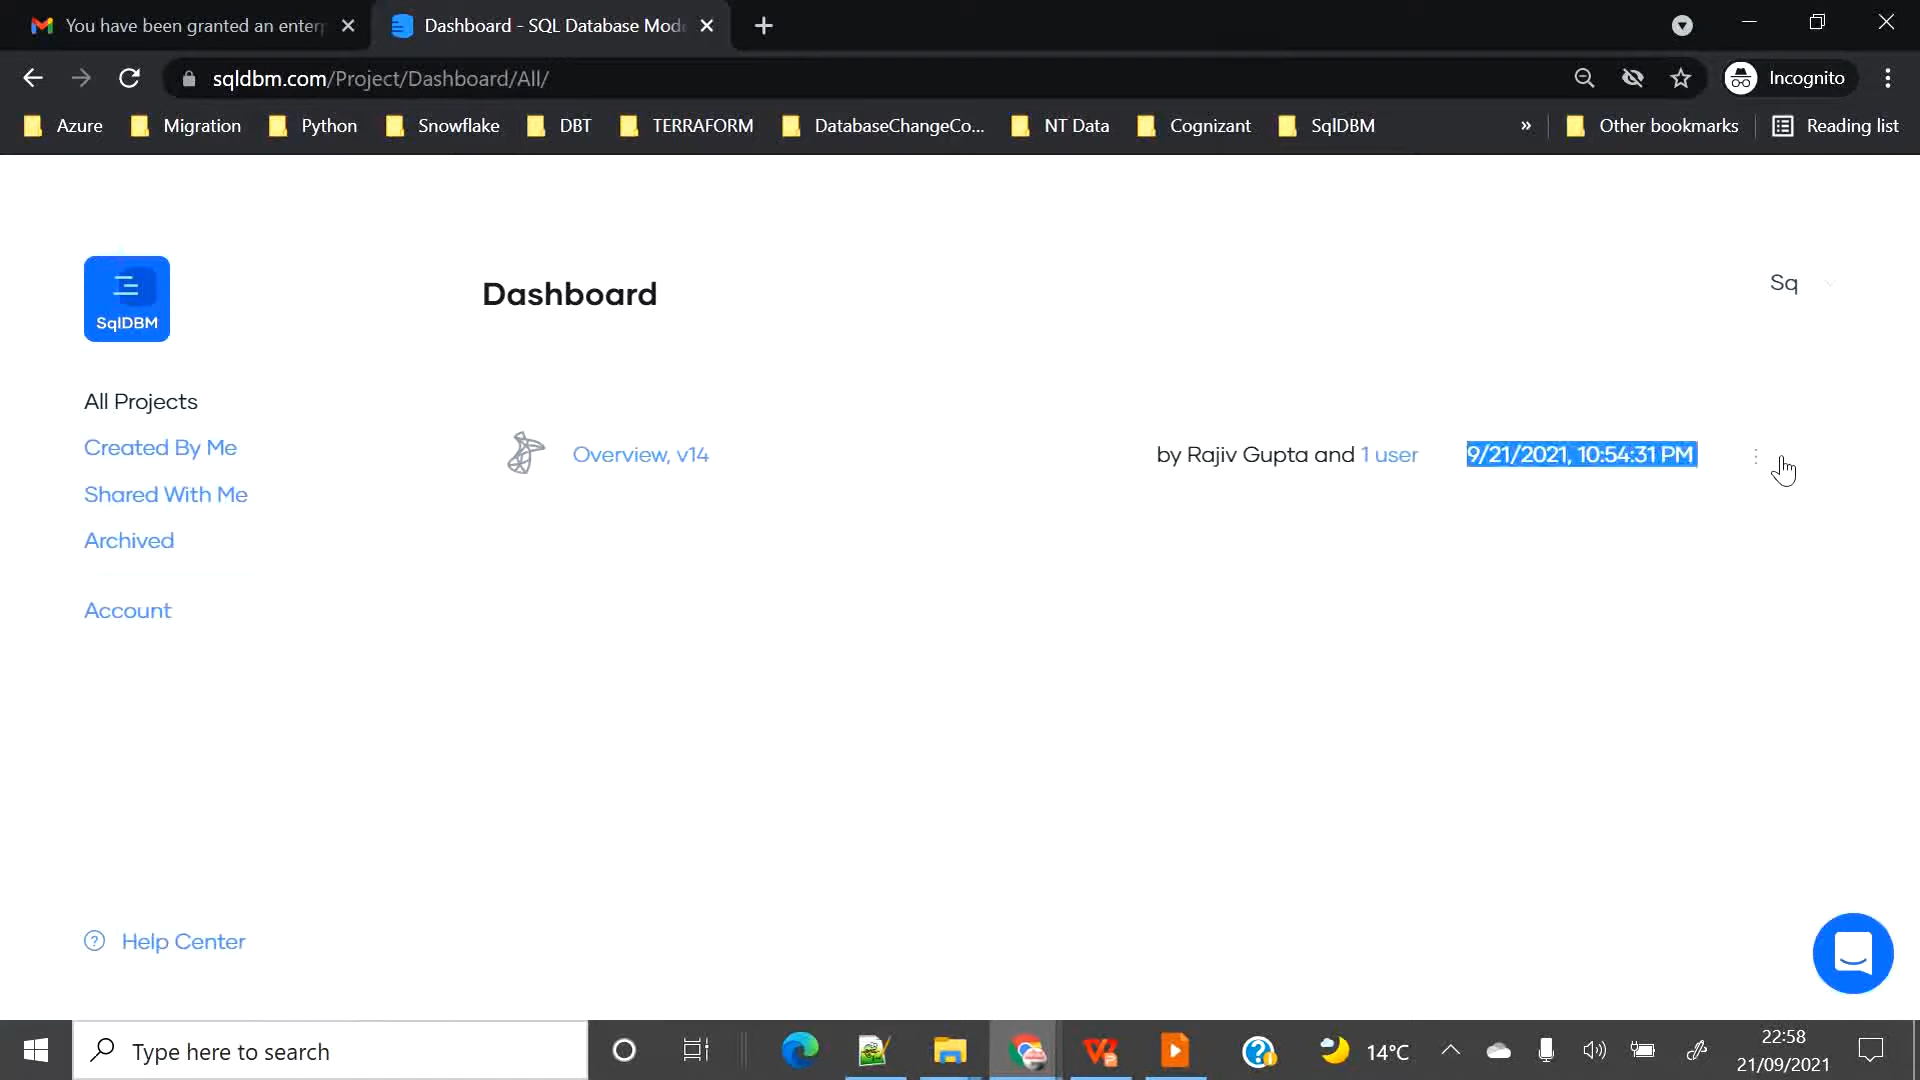 You have been granted an enterp
Dashboard - SQL Database Mode
sqldbm.com/Project/Dashboard/All/
Incognito
Azure
Migration
Python
Snowflake
DBT
TERRAFORM
DatabaseChangeCo...
NT Data
Cognizant
SqlDBM
»
Other bookmarks
Reading list
SqlDBM
Dashboard
Sq
All Projects
Created By Me
Shared With Me
Archived
Account
Overview, v14
by Rajiv Gupta and 1 user
9/21/2021, 10:54:31 PM
? Help Center
Type here to search
14°C
22:58
21/09/2021